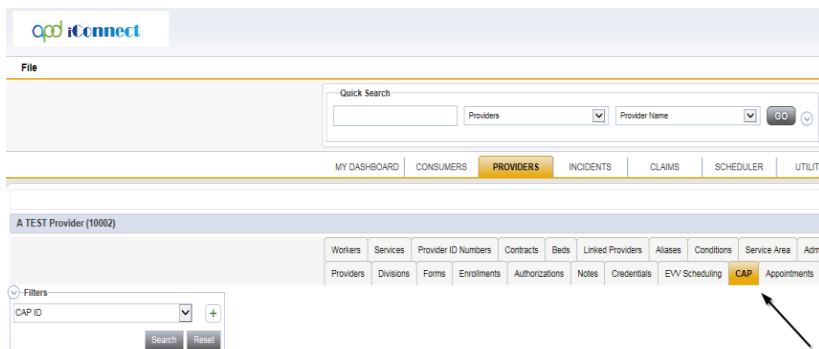 apd iConnect
File
Quick Search
Providers Provider Name GO
MY DASHBOARD CONSUMERS PROVIDERS INCIDENTS CLAIMS SCHEDULER UTILIT
A TEST Provider (10002)
Workers Services Provider ID Numbers Contracts Beds Linked Providers Aliases Conditions Service Area Adm
Providers Divisions Forms Enrollments Authorizations Notes Credentials EVV Scheduling CAP Appointments
Filters
CAP ID +
Search Reset